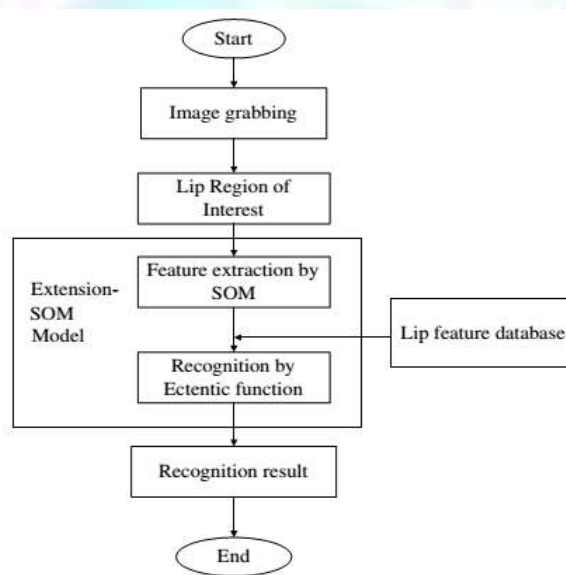 Start
Image grabbing
Lip Region of
Interest
Feature extraction by
SOM
Extension-
SOM
Model
Lip feature database
Recognition by
Ectentic function
Recognition result
End